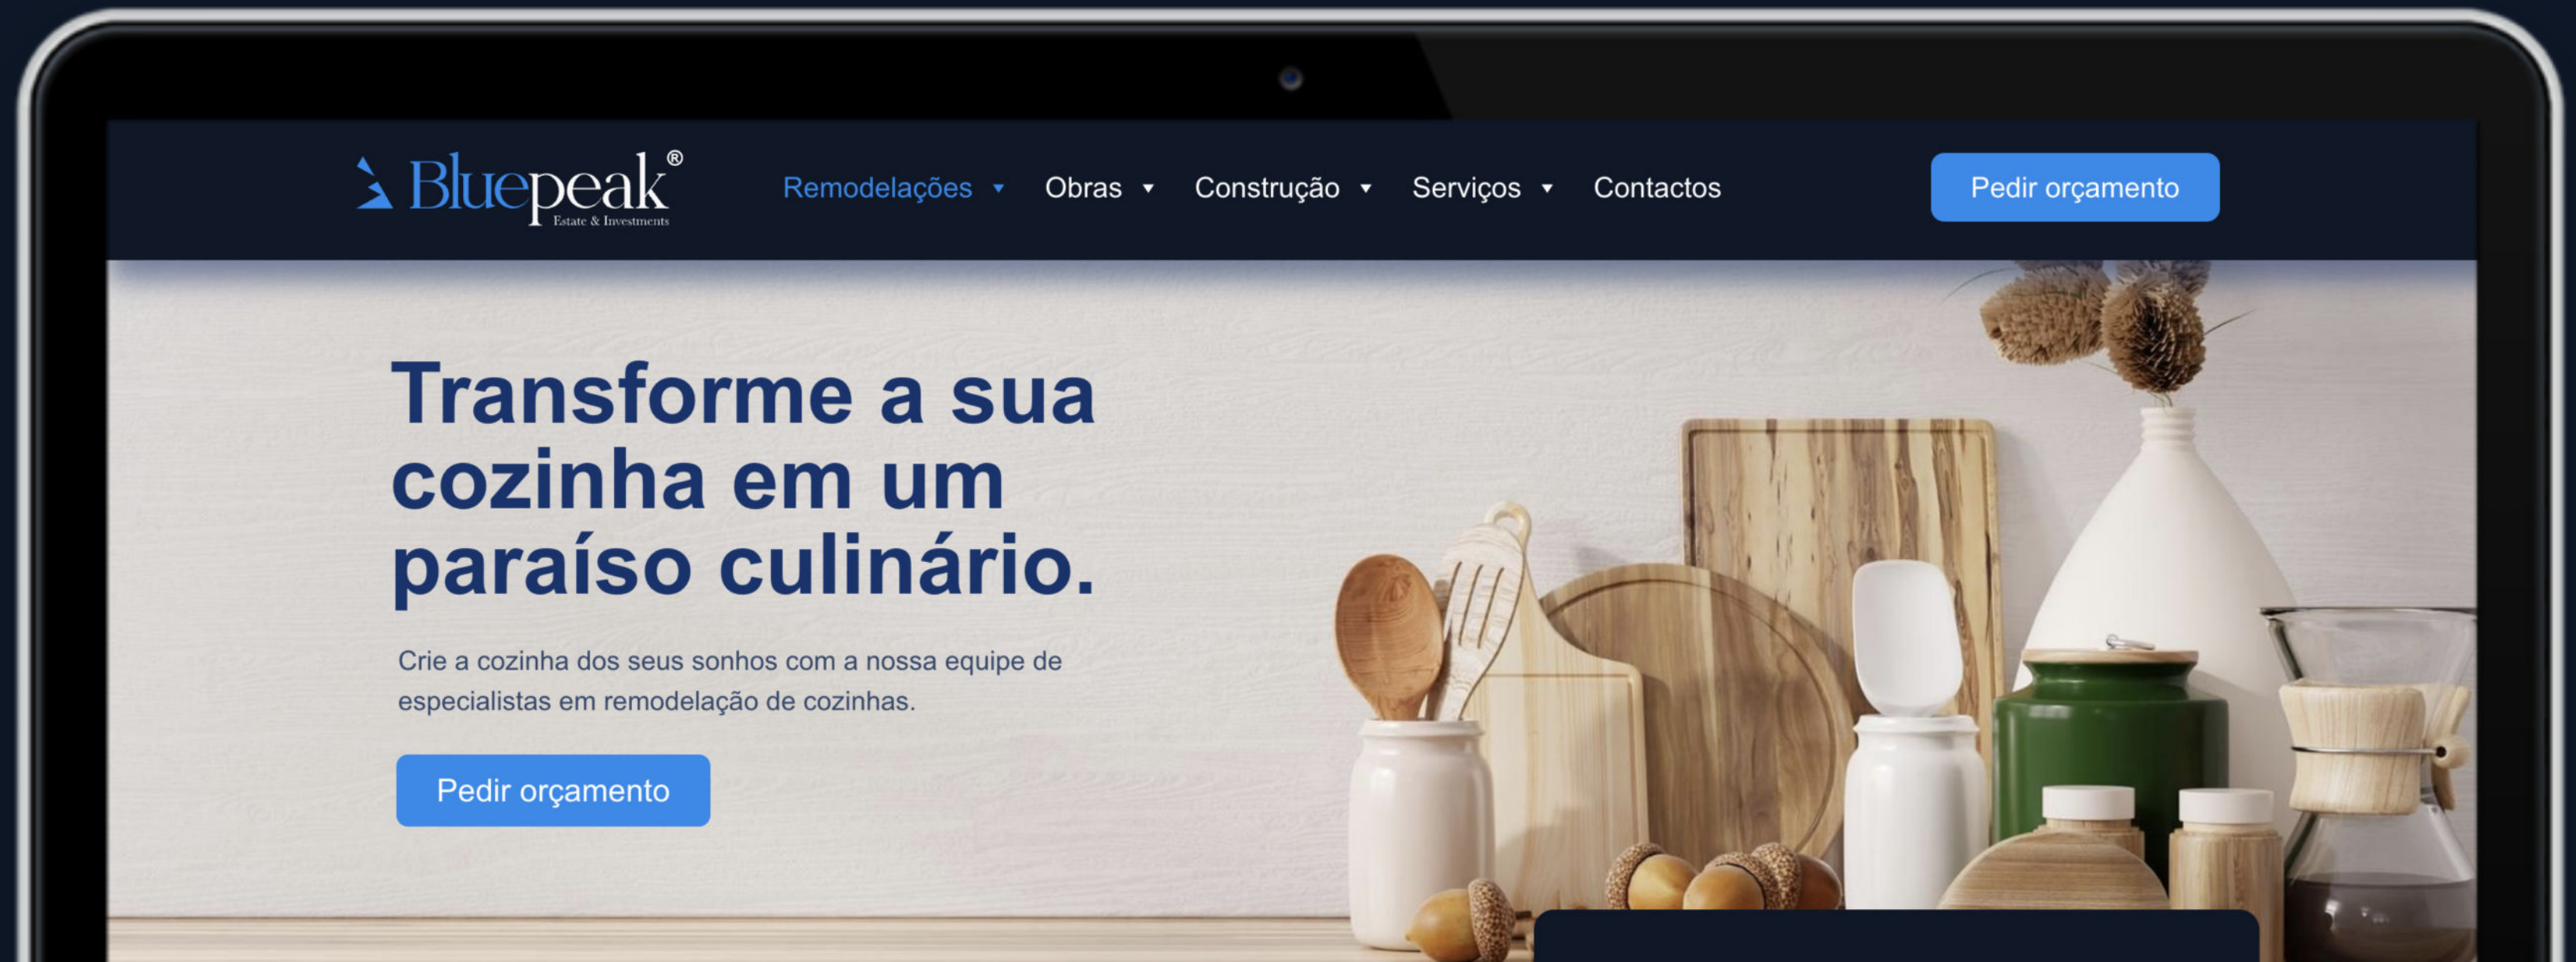 Bluepeak®
Estate & Investments
Remodelações ▼ Obras ▼ Construção ▼ Serviços ▼ Contactos
Pedir orçamento
Transforme a sua
cozinha em um
paraíso culinário.
Crie a cozinha dos seus sonhos com a nossa equipe de
especialistas em remodelação de cozinhas.
Pedir orçamento